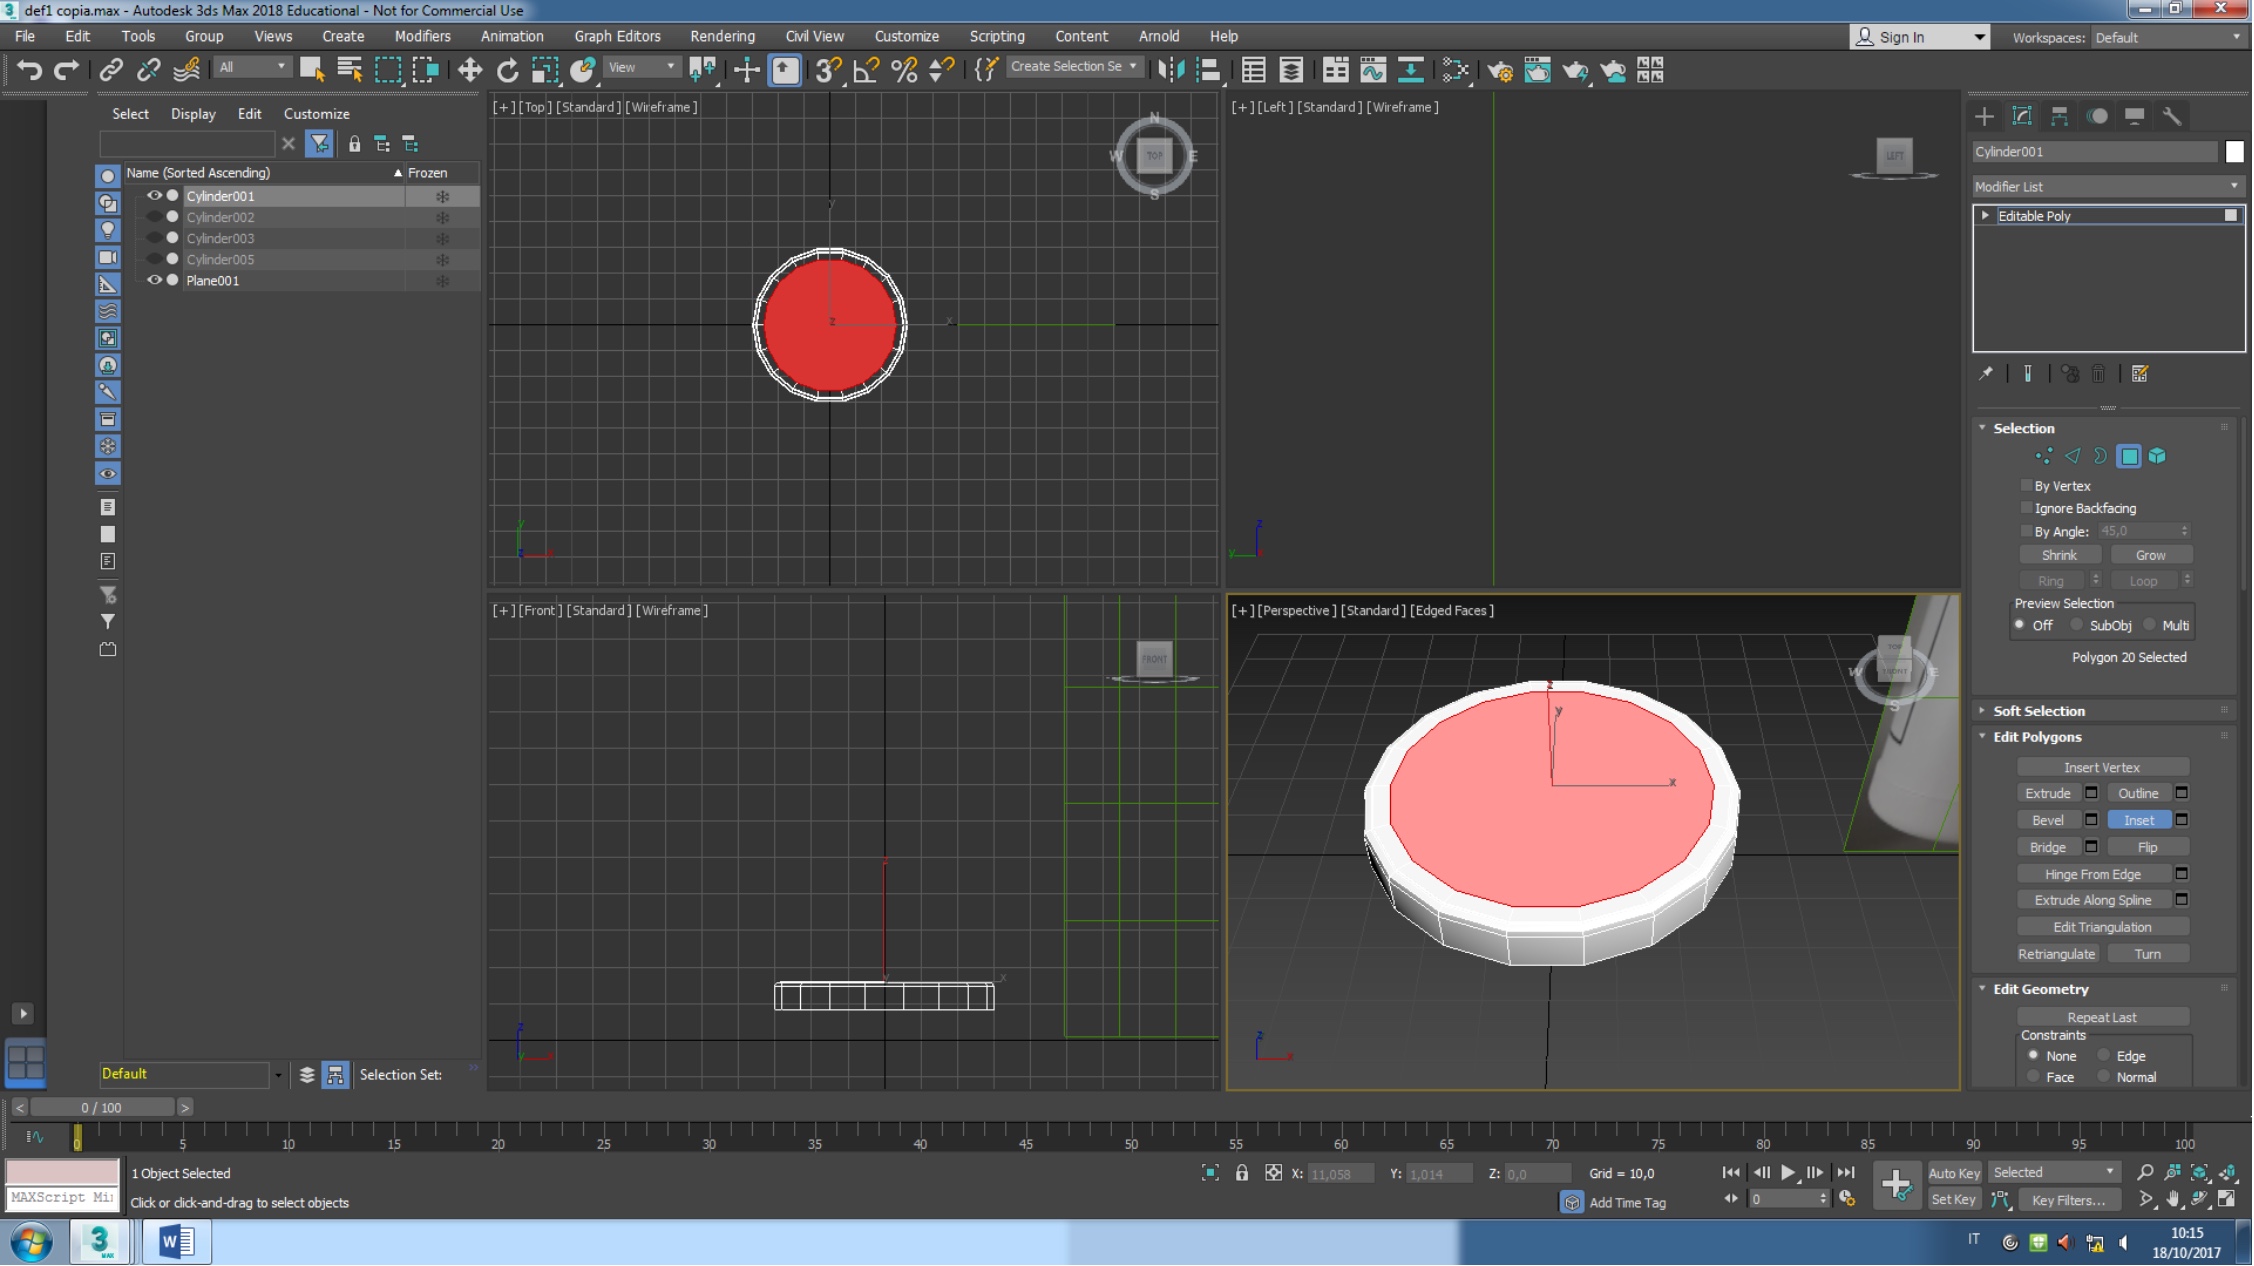 def1 copia.max - Autodesk 3ds Max 2018 Educational - Not for Commercial Use
File Edit Tools Group Views Create Modifiers Animation Graph Editors Rendering Civil View Customize Scripting Content Arnold Help Sign In Workspaces: Default
All View Create Selection Se
Select Display Edit Customize
Name (Sorted Ascending) Frozen
Cylinder001
Cylinder002
Cylinder003
Cylinder005
Plane001
Default Selection Set:
[+] [Top] [Standard] [Wireframe]
N
W TOP E
S
y
z x
y
z x
[+] [Left] [Standard] [Wireframe]
LEFT
z
y x
[+] [Front] [Standard] [Wireframe]
FRONT
z
y x
z
y x
[+] [Perspective] [Standard] [Edged Faces]
TOP
W FRONT E
S
z
y
x
z
x
Cylinder001
Modifier List
Editable Poly
Selection
By Vertex
Ignore Backfacing
By Angle: 45,0
Shrink Grow
Ring Loop
Preview Selection
Off SubObj Multi
Polygon 20 Selected
Soft Selection
Edit Polygons
Insert Vertex
Extrude Outline
Bevel Inset
Bridge Flip
Hinge From Edge
Extrude Along Spline
Edit Triangulation
Retriangulate Turn
Edit Geometry
Repeat Last
Constraints
None Edge
Face Normal
< 0 / 100 >
0 5 10 15 20 25 30 35 40 45 50 55 60 65 70 75 80 85 90 95 100
1 Object Selected X: 11,058 Y: 1,014 Z: 0,0 Grid = 10,0 Auto Key Selected
MAXScript Mi Click or click-and-drag to select objects Add Time Tag 0 Set Key Key Filters...
3 MAX W IT 10:15
18/10/2017